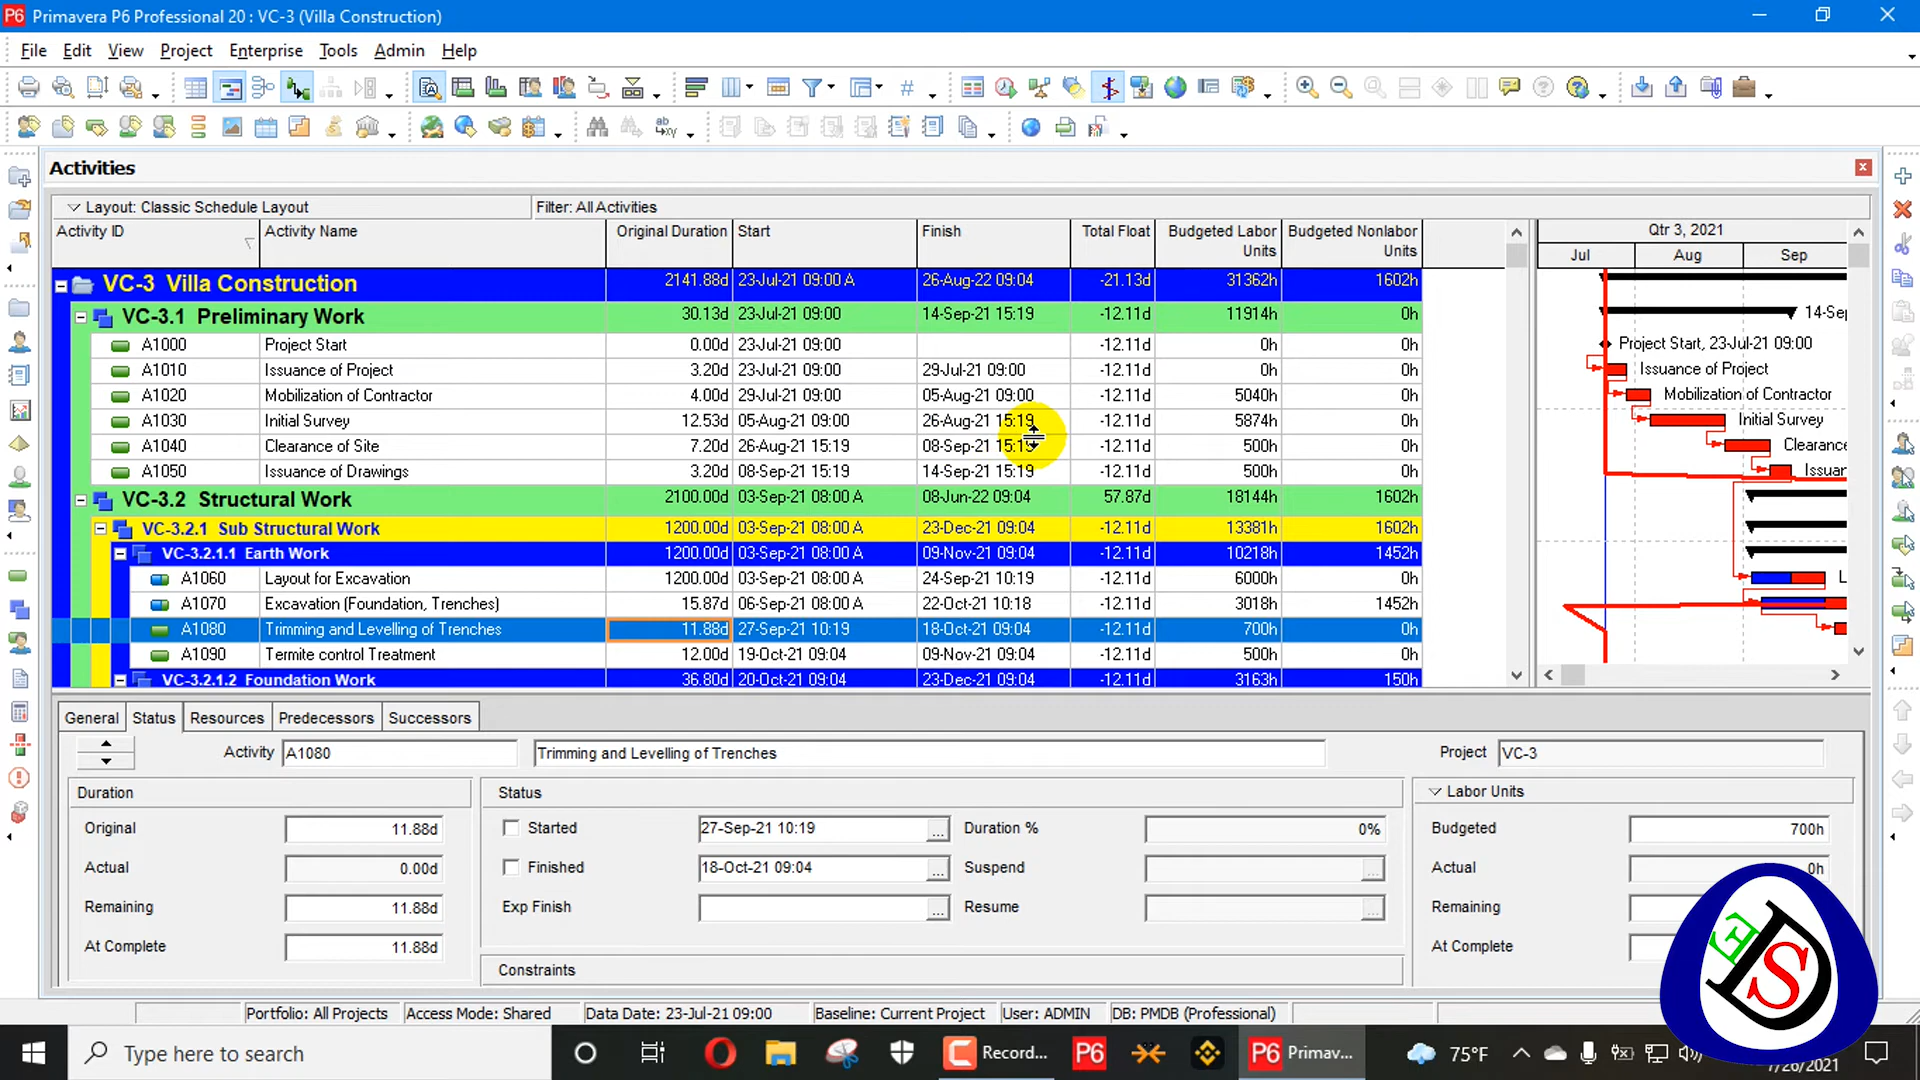 Primavera P6 Professional 20 : VC-3 (Villa Construction)
File Edit View Project Enterprise Tools Admin Help
Activities
Layout: Classic Schedule Layout Filter: All Activities
Activity ID Activity Name Original Duration Start Finish Total Float Budgeted Labor Units Budgeted Nonlabor Units
Qtr 3, 2021
Jul Aug Sep
VC-3 Villa Construction 2141.88d 23-Jul-21 09:00 A 26-Aug-22 09:04 -21.13d 31362h 1602h
VC-3.1 Preliminary Work 30.13d 23-Jul-21 09:00 14-Sep-21 15:19 -12.11d 11914h 0h 14-Sep
A1000 Project Start 0.00d 23-Jul-21 09:00 -12.11d 0h 0h Project Start, 23-Jul-21 09:00
A1010 Issuance of Project 3.20d 23-Jul-21 09:00 29-Jul-21 09:00 -12.11d 0h 0h Issuance of Project
A1020 Mobilization of Contractor 4.00d 29-Jul-21 09:00 05-Aug-21 09:00 -12.11d 5040h 0h Mobilization of Contractor
A1030 Initial Survey 12.53d 05-Aug-21 09:00 26-Aug-21 15:19 -12.11d 5874h 0h Initial Survey
A1040 Clearance of Site 7.20d 26-Aug-21 15:19 08-Sep-21 15:19 -12.11d 500h 0h Clearance
A1050 Issuance of Drawings 3.20d 08-Sep-21 15:19 14-Sep-21 15:19 -12.11d 500h 0h Issuan
VC-3.2 Structural Work 2100.00d 03-Sep-21 08:00 A 08-Jun-22 09:04 57.87d 18144h 1602h
VC-3.2.1 Sub Structural Work 1200.00d 03-Sep-21 08:00 A 23-Dec-21 09:04 -12.11d 13381h 1602h
VC-3.2.1.1 Earth Work 1200.00d 03-Sep-21 08:00 A 09-Nov-21 09:04 -12.11d 10218h 1452h
A1060 Layout for Excavation 1200.00d 03-Sep-21 08:00 A 24-Sep-21 10:19 -12.11d 6000h 0h L
A1070 Excavation (Foundation, Trenches) 15.87d 06-Sep-21 08:00 A 22-Oct-21 10:18 -12.11d 3018h 1452h
A1080 Trimming and Levelling of Trenches 11.88d 27-Sep-21 10:19 18-Oct-21 09:04 -12.11d 700h 0h
A1090 Termite control Treatment 12.00d 19-Oct-21 09:04 09-Nov-21 09:04 -12.11d 500h 0h
VC-3.2.1.2 Foundation Work 36.80d 20-Oct-21 09:04 23-Dec-21 09:04 -12.11d 3163h 150h
General Status Resources Predecessors Successors
Activity A1080 Trimming and Levelling of Trenches Project VC-3
Duration Status Labor Units
Original 11.88d Started 27-Sep-21 10:19 ... Duration % 0% Budgeted 700h
Actual 0.00d Finished 18-Oct-21 09:04 ... Suspend ... Actual 0h
Remaining 11.88d Exp Finish ... Resume ... Remaining
At Complete 11.88d At Complete
Constraints
Portfolio: All Projects Access Mode: Shared Data Date: 23-Jul-21 09:00 Baseline: Current Project User: ADMIN DB: PMDB (Professional)
Type here to search Record... P6 P6 Primav... 75°F
7/26/2021